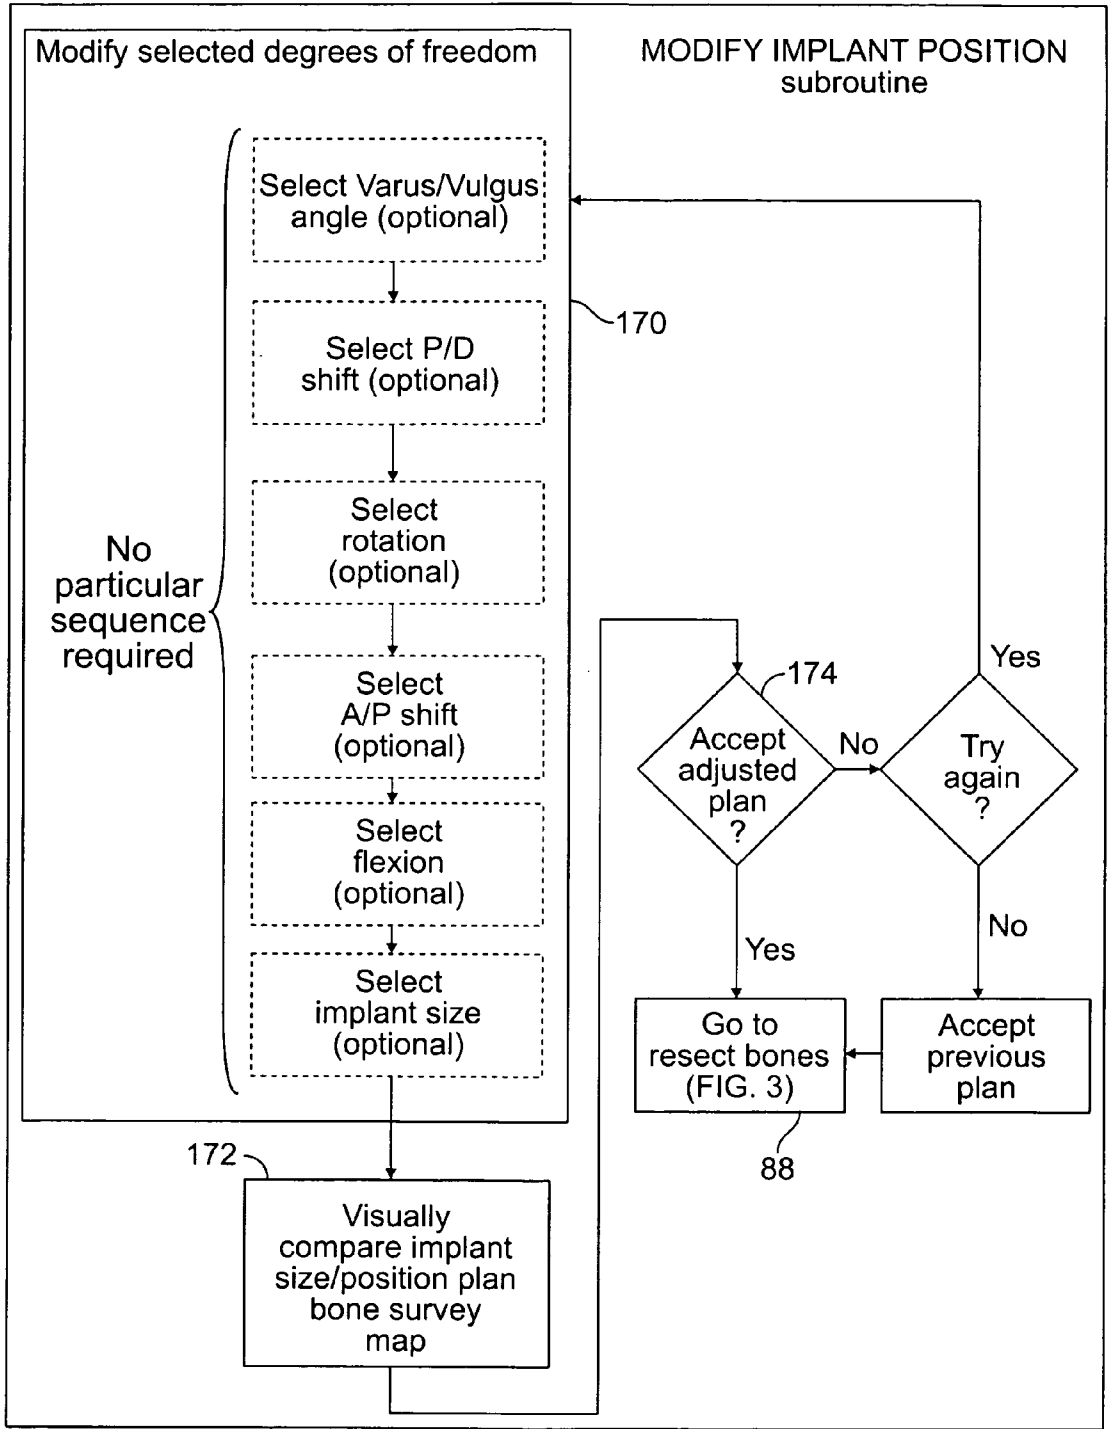 Modify selected degrees of freedom
MODIFY IMPLANT POSITION
subroutine
Select Varus/Vulgus
angle (optional)
170
Select P/D
shift (optional)
Select
rotation
(optional)
No
particular
sequence
required
Select
A/P shift
(optional)
Select
flexion
(optional)
Select
implant size
(optional)
172
Visually
compare implant
size/position plan
bone survey
map
174
Accept
adjusted
plan
?
No
Yes
Try
again
?
Yes
No
Go to
resect bones
(FIG. 3)
88
Accept
previous
plan